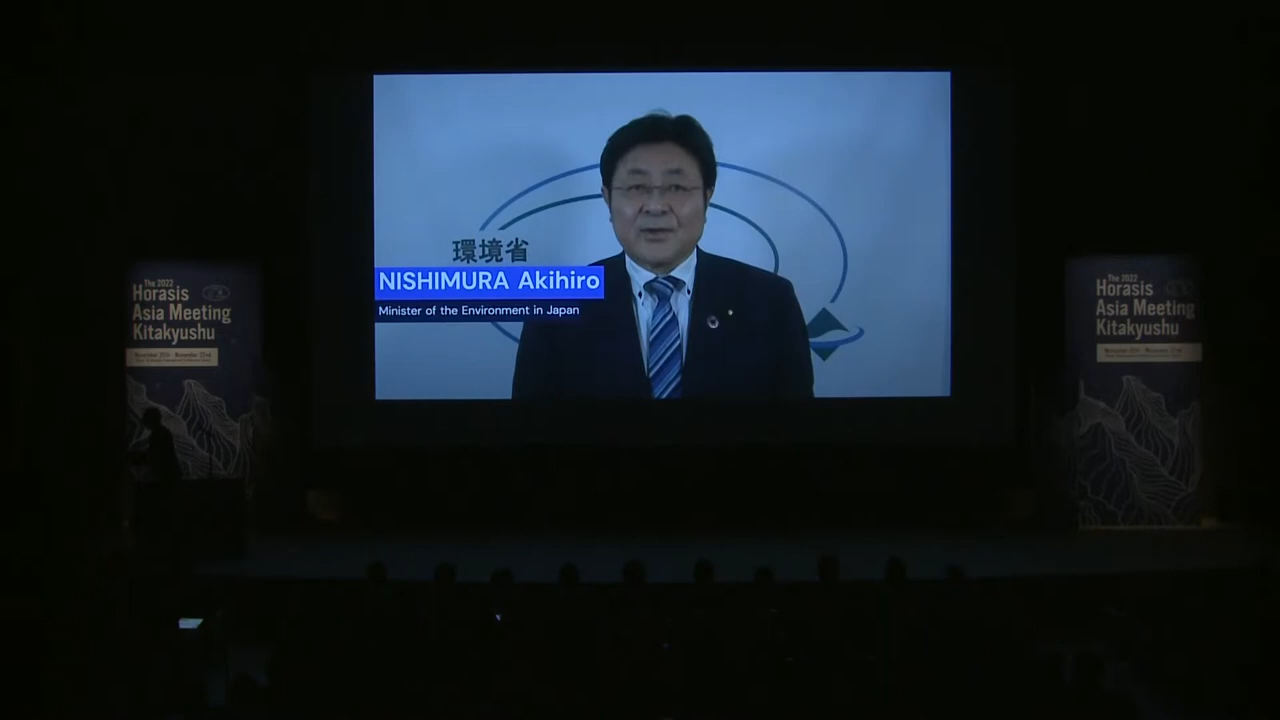 環境省
NISHIMURA Akihiro
Minister of the Environment in Japan
The 2022
Horasis
Asia Meeting
Kitakyushu
The 2022
Horasis
Asia Meeting
Kitakyushu